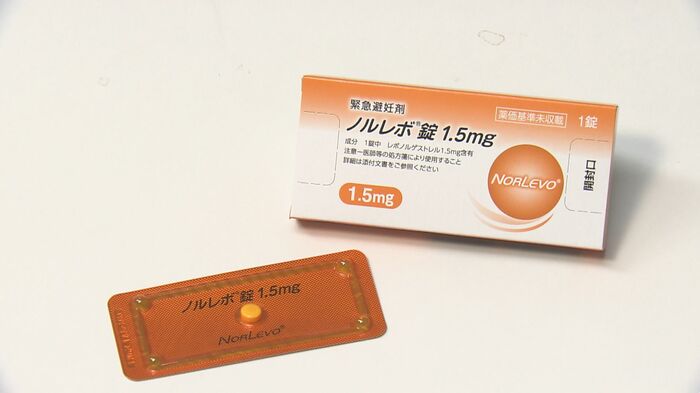 緊急避妊剤
ノルレボ®錠1.5mg
薬価基準未収載
1錠
成分 1錠中 レボノルゲストレル1.5mg含有
注意-医師等の処方箋により使用すること
詳細は添付文書をご参照ください
1.5mg
NORLEVO®
開封口
ノルレボ®錠1.5mg
NORLEVO®